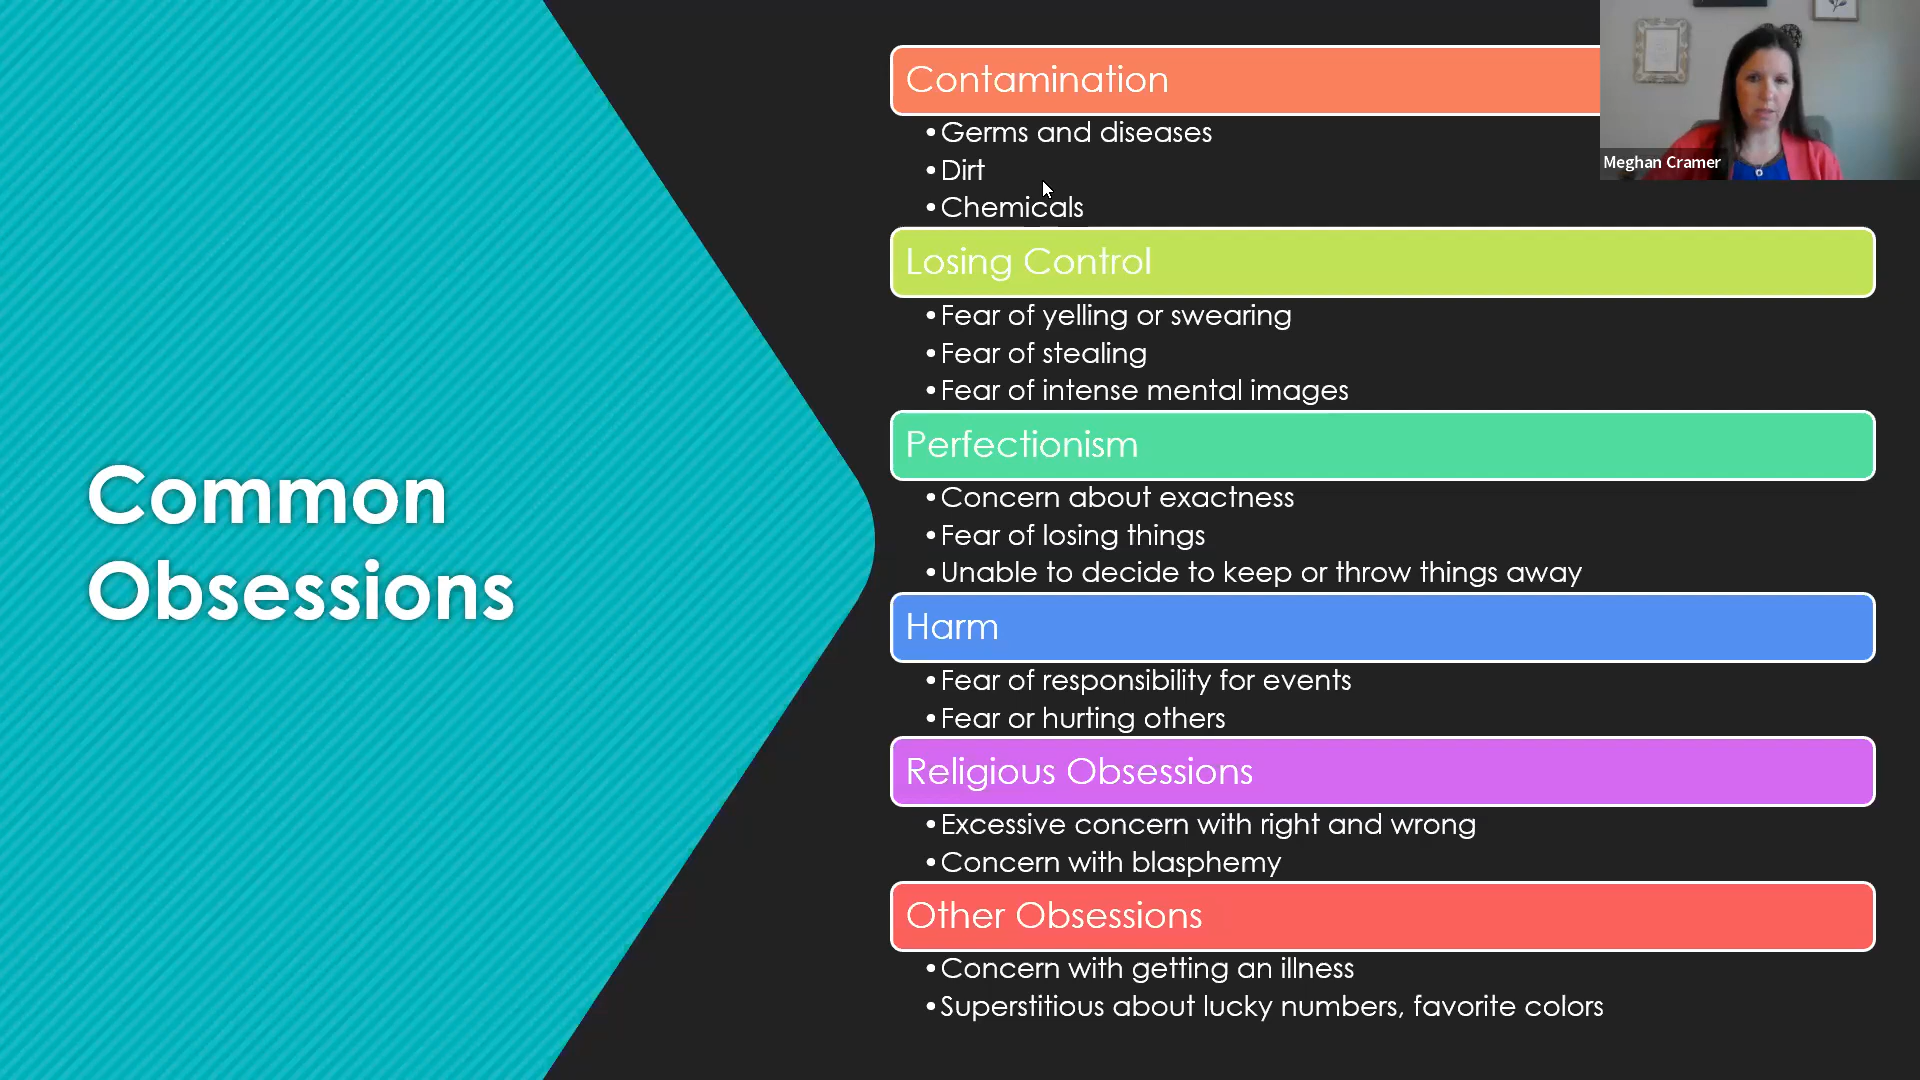 Common
Obsessions
Contamination
•Germs and diseases
•Dirt
•Chemicals
Losing Control
•Fear of yelling or swearing
•Fear of stealing
•Fear of intense mental images
Perfectionism
•Concern about exactness
•Fear of losing things
•Unable to decide to keep or throw things away
Harm
•Fear of responsibility for events
•Fear or hurting others
Religious Obsessions
•Excessive concern with right and wrong
•Concern with blasphemy
Other Obsessions
•Concern with getting an illness
•Superstitious about lucky numbers, favorite colors
Meghan Cramer